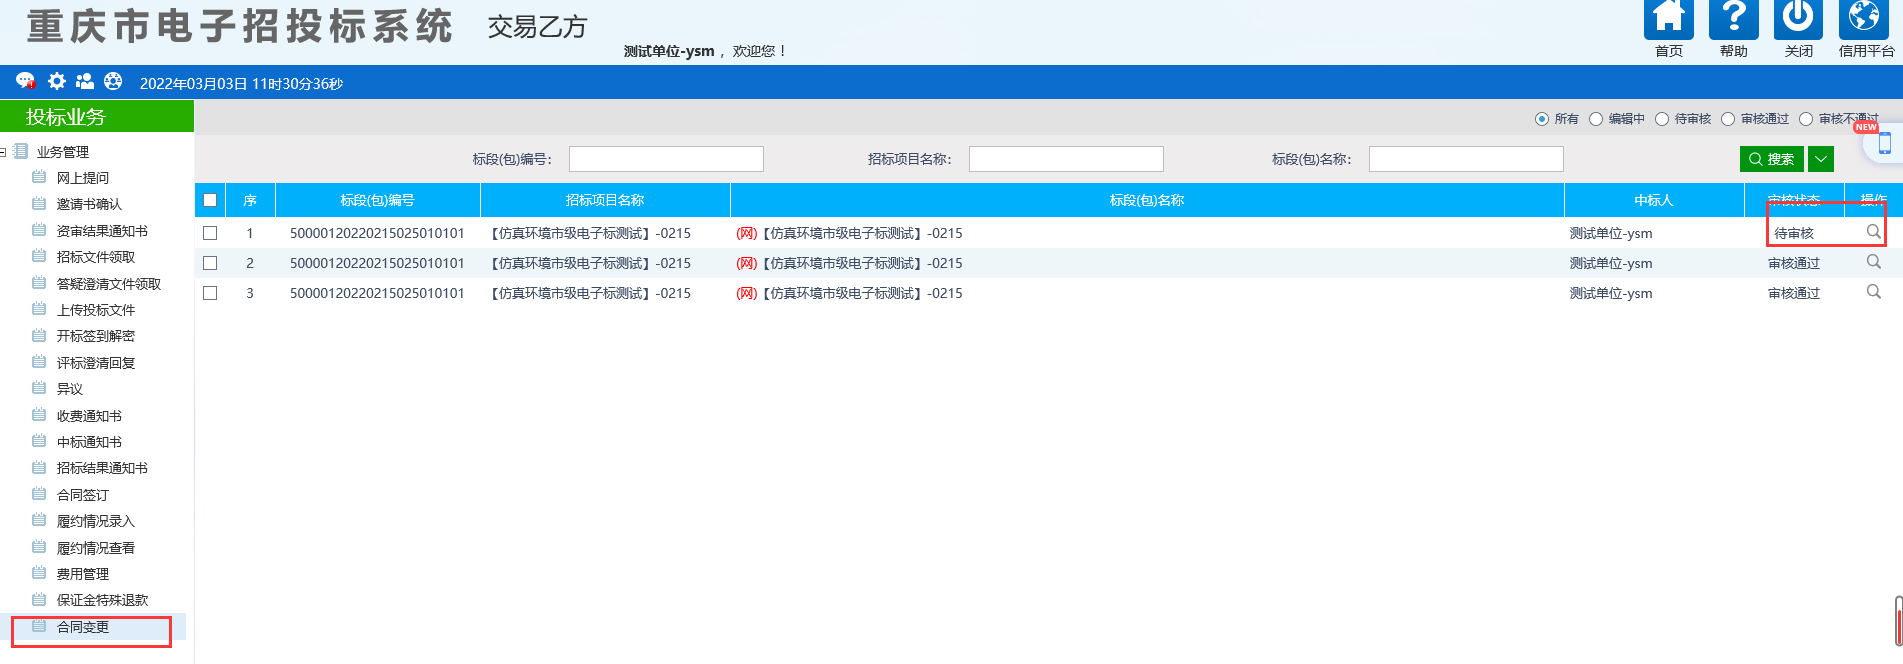 重庆市电子招投标系统 交易乙方
测试单位-ysm ，欢迎您！
首页 帮助 关闭 信用平台
2022年03月03日 11时30分36秒
投标业务
业务管理
网上提问
邀请书确认
资审结果通知书
招标文件领取
答疑澄清文件领取
上传投标文件
开标签到解密
评标澄清回复
异议
收费通知书
中标通知书
招标结果通知书
合同签订
履约情况录入
履约情况查看
费用管理
保证金特殊退款
合同变更
所有 编辑中 待审核 审核通过 审核不通过
NEW
标段(包)编号： 招标项目名称： 标段(包)名称： 搜索
序 标段(包)编号 招标项目名称 标段(包)名称 中标人 审核状态 操作
1 50000120220215025010101 【仿真环境市级电子标测试】-0215 (网)【仿真环境市级电子标测试】-0215 测试单位-ysm 待审核
2 50000120220215025010101 【仿真环境市级电子标测试】-0215 (网)【仿真环境市级电子标测试】-0215 测试单位-ysm 审核通过
3 50000120220215025010101 【仿真环境市级电子标测试】-0215 (网)【仿真环境市级电子标测试】-0215 测试单位-ysm 审核通过